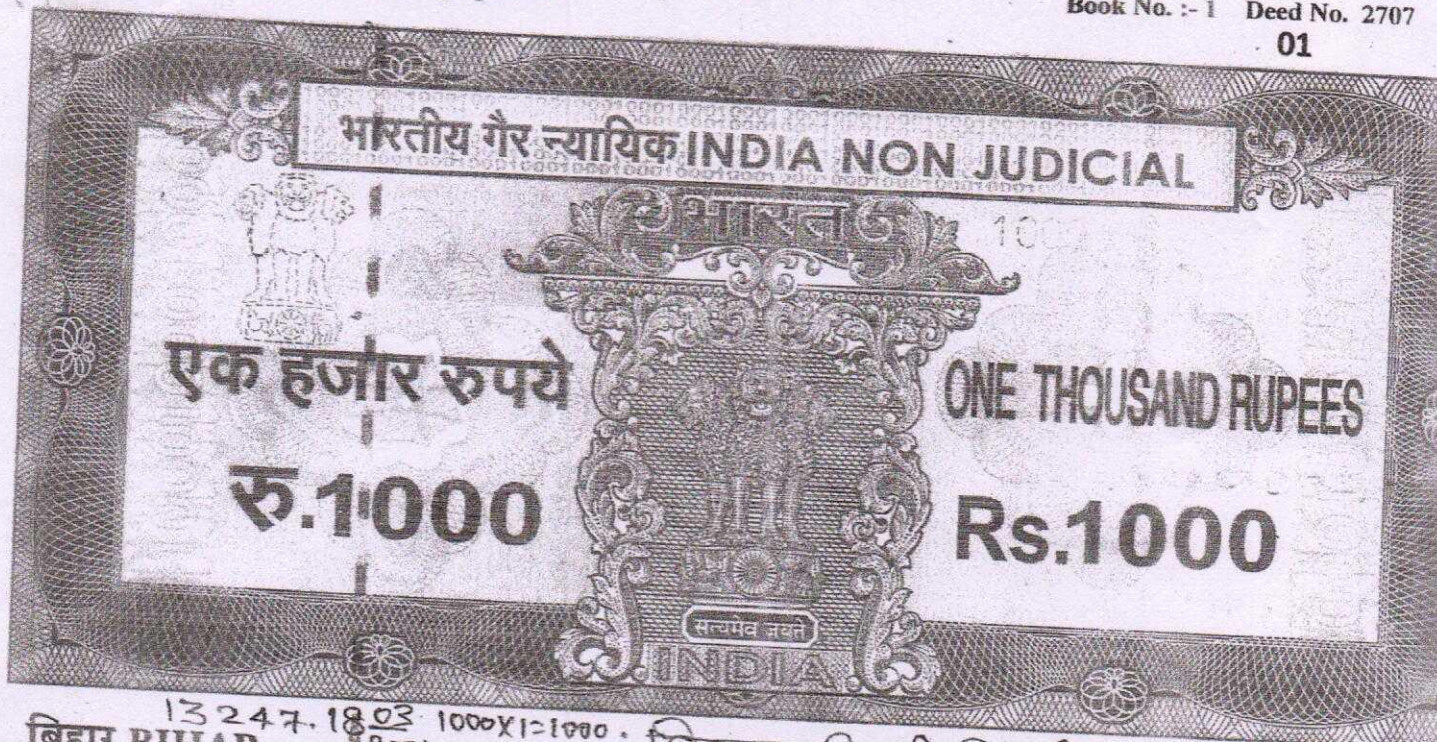 Book No. :- 1 Deed No. 2707
01
भारतीय गैर न्यायिक INDIA NON JUDICIAL
भारत
एक हजार रुपये
ONE THOUSAND RUPEES
रु.1000
Rs.1000
सत्यमेव जयते
INDIA
13247. 1803 1000X1=1000.
बिहार BIHAR